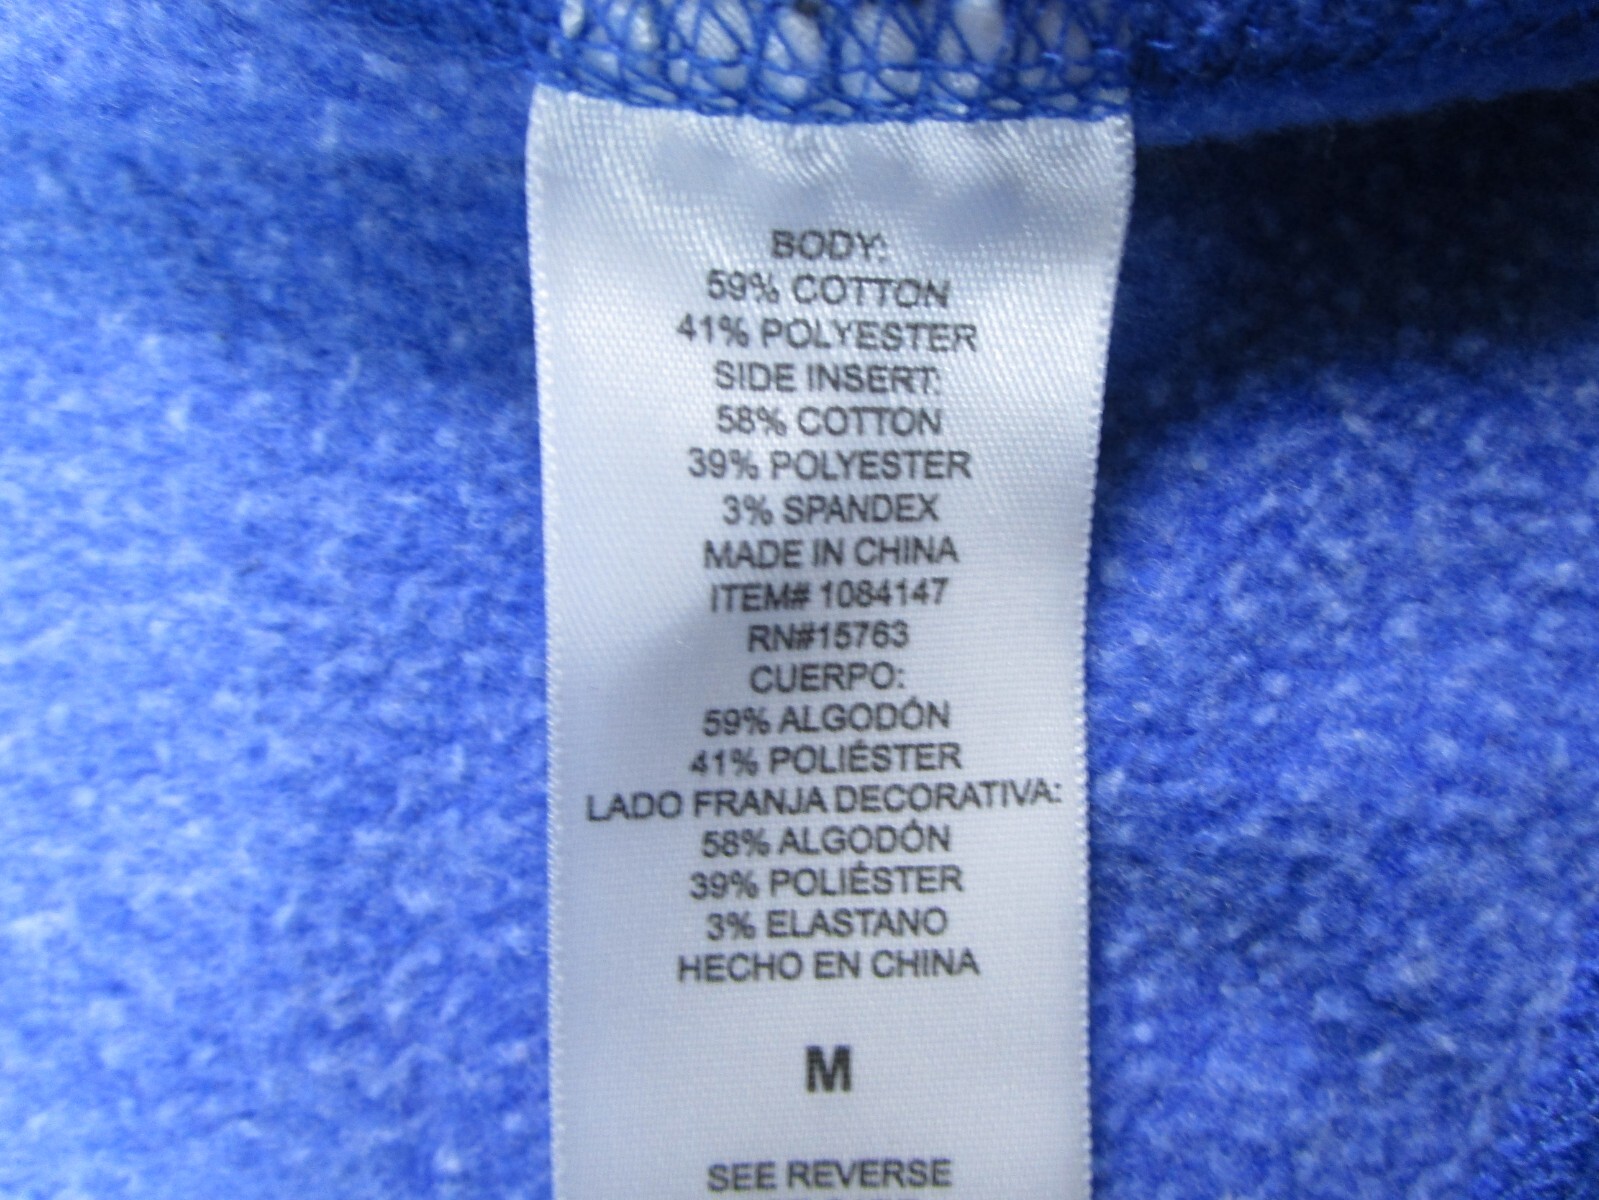 BODY:
59% COTTON
41% POLYESTER
SIDE INSERT:
58% COTTON
39% POLYESTER
3% SPANDEX
MADE IN CHINA
ITEM# 1084147
RN#15763
CUERPO:
59% ALGODÓN
41% POLIÉSTER
LADO FRANJA DECORATIVA:
58% ALGODÓN
39% POLIÉSTER
3% ELASTANO
HECHO EN CHINA
M
SEE REVERSE